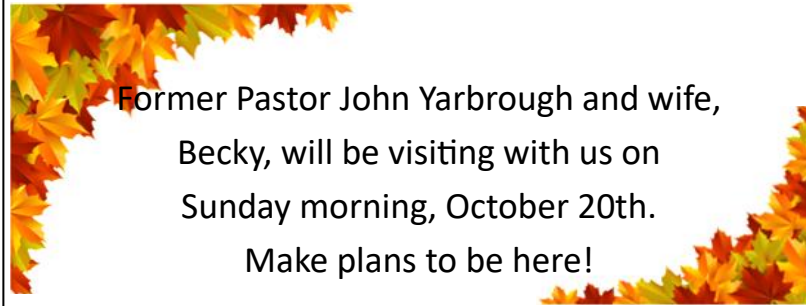 Former Pastor John Yarbrough and wife,
Becky, will be visiting with us on
Sunday morning, October 20th.
Make plans to be here!